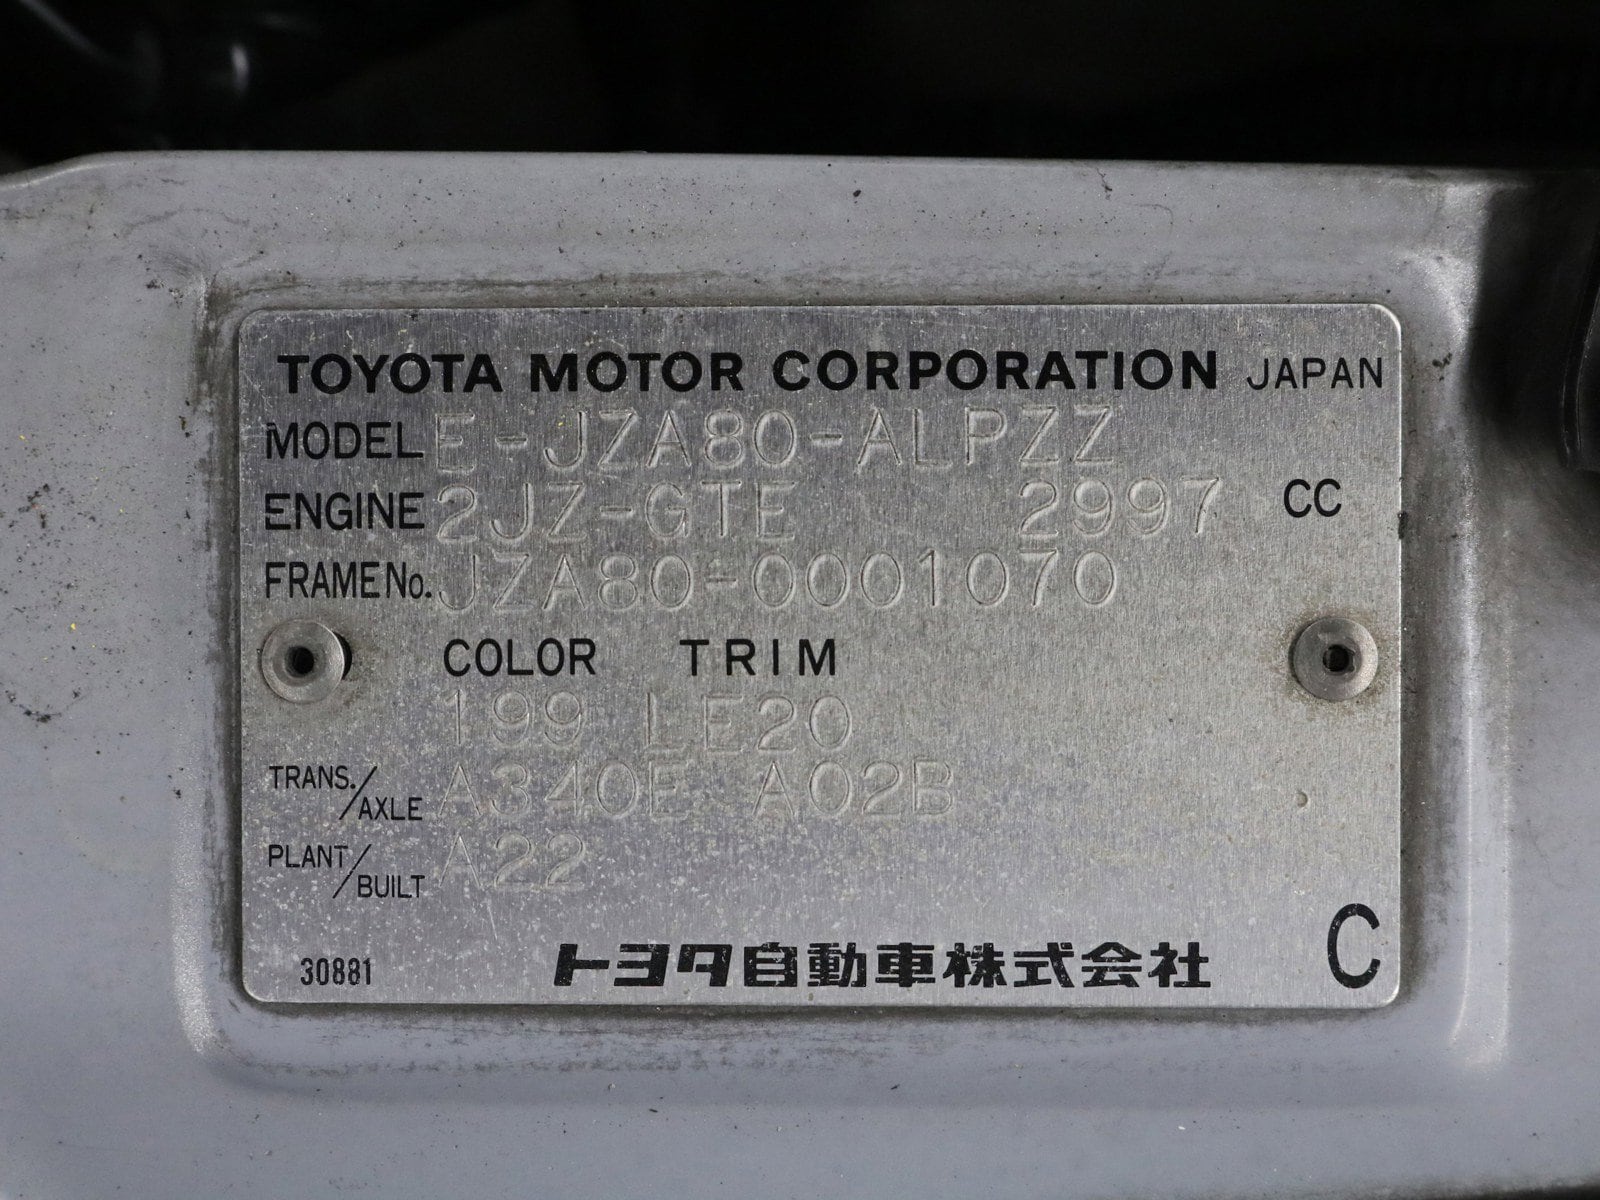 TOYOTA MOTOR CORPORATION JAPAN
MODEL E-JZA80-ALPZZ
ENGINE 2JZ-GTE 2997 CC
FRAME No. JZA80-0001070
COLOR TRIM
199 LE20
TRANS./AXLE A340E A02B
PLANT/BUILT A22
30881 トヨタ自動車株式会社 C